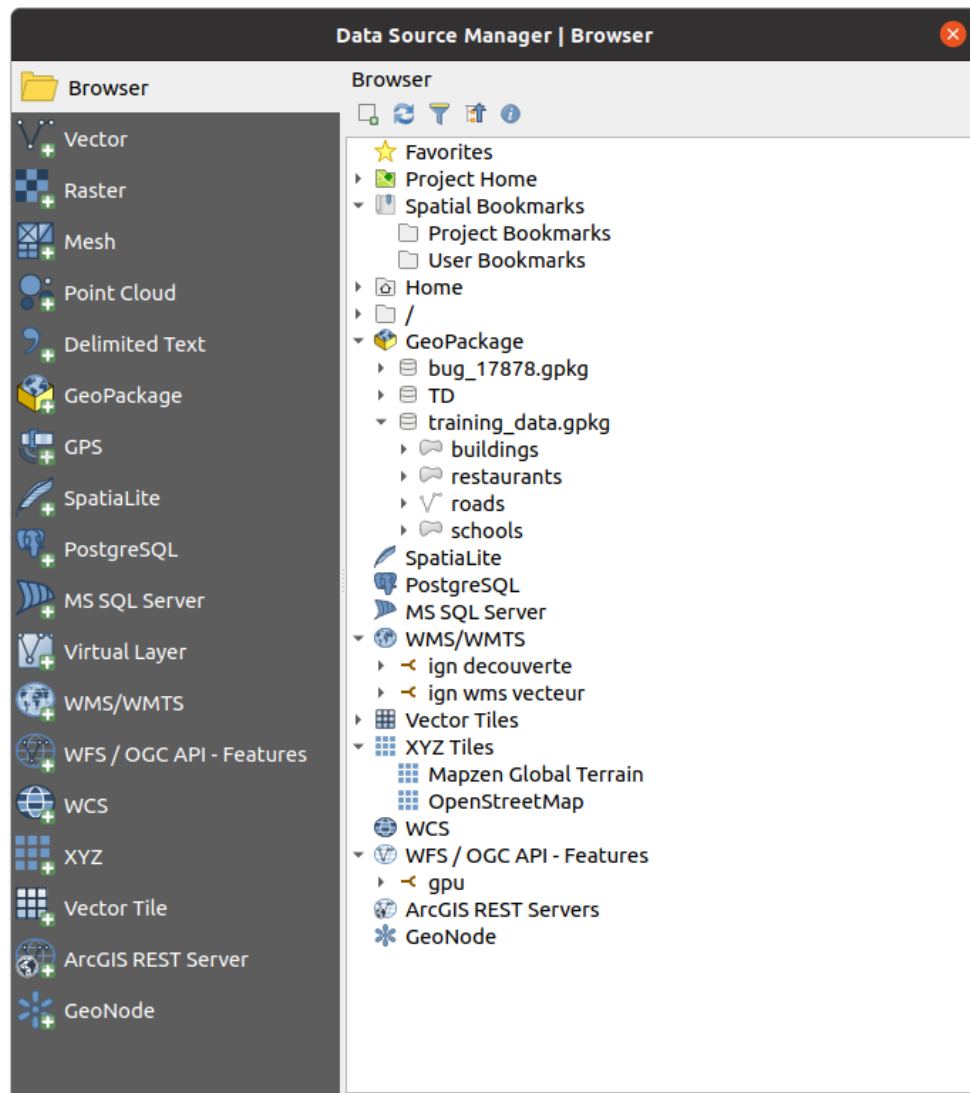 Data Source Manager | Browser
Browser
Vector
Raster
Mesh
Point Cloud
Delimited Text
GeoPackage
GPS
SpatiaLite
PostgreSQL
MS SQL Server
Virtual Layer
WMS/WMTS
WFS / OGC API - Features
WCS
XYZ
Vector Tile
ArcGIS REST Server
GeoNode
Browser
Favorites
Project Home
Spatial Bookmarks
Project Bookmarks
User Bookmarks
Home
/
GeoPackage
bug_17878.gpkg
TD
training_data.gpkg
buildings
restaurants
roads
schools
SpatiaLite
PostgreSQL
MS SQL Server
WMS/WMTS
ign decouverte
ign wms vecteur
Vector Tiles
XYZ Tiles
Mapzen Global Terrain
OpenStreetMap
WCS
WFS / OGC API - Features
gpu
ArcGIS REST Servers
GeoNode